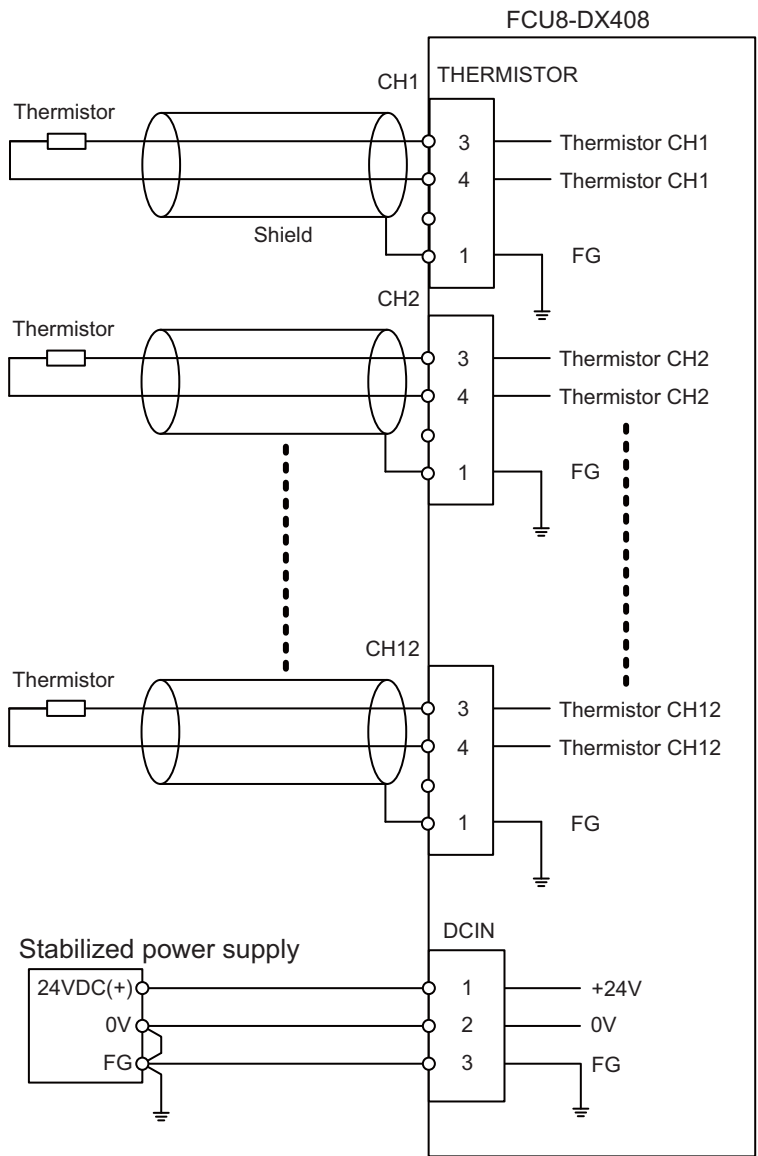 FCU8-DX408
CH1
THERMISTOR
Thermistor
3
Thermistor CH1
4
Thermistor CH1
Shield
1
FG
CH2
Thermistor
3
Thermistor CH2
4
Thermistor CH2
1
FG
CH12
Thermistor
3
Thermistor CH12
4
Thermistor CH12
1
FG
DCIN
Stabilized power supply
24VDC(+)
1
+24V
0V
2
0V
FG
3
FG